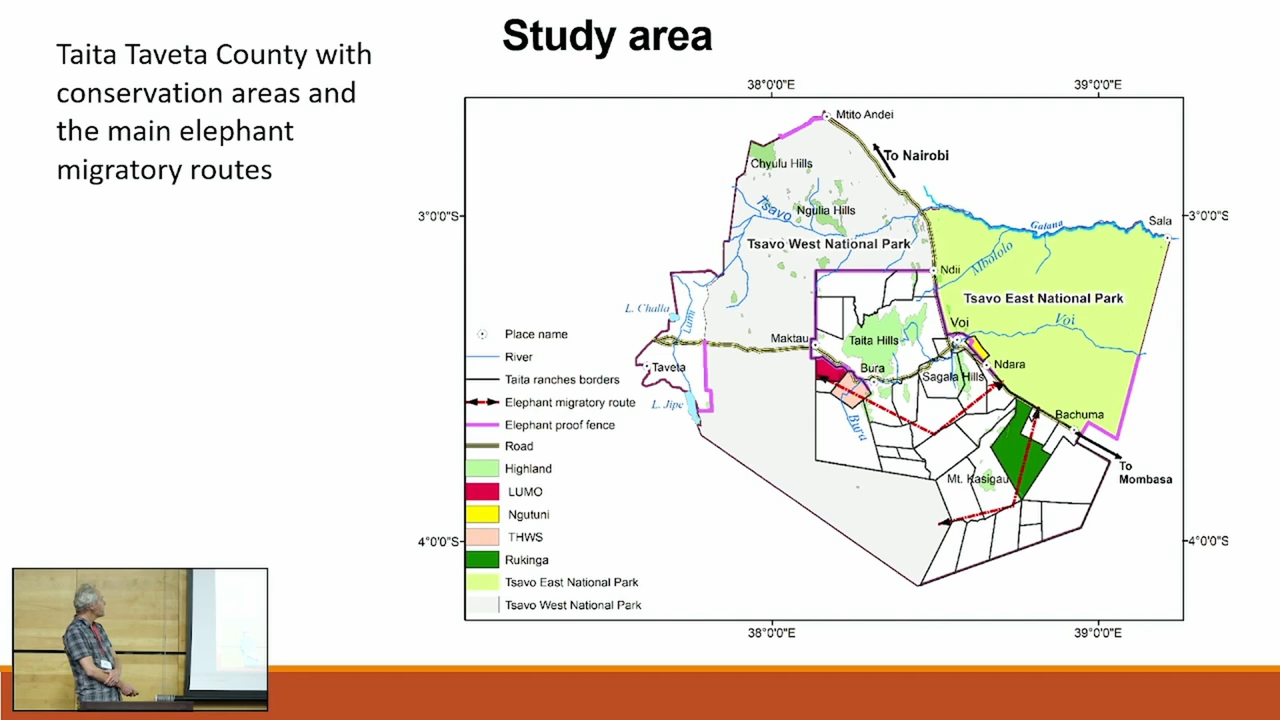 Study area
Taita Taveta County with
conservation areas and
the main elephant
migratory routes
38°0'0"E
39°0'0"E
Mtito Andei
To Nairobi
Chyulu Hills
Tsavo
Ngulia Hills
3°0'0"S
3°0'0"S
Sala
Galana
Tsavo West National Park
Mbololo
Ndii
Tsavo East National Park
L. Challa
Lumi
Voi
Voi
Maktau
Taita Hills
Taveta
Bura
Sagala Hills
Ndara
L. Jipe
Bura
Bachuma
To
Mombasa
Mt. Kasigau
4°0'0"S
4°0'0"S
Place name
River
Taita ranches borders
Elephant migratory route
Elephant proof fence
Road
Highland
LUMO
Ngutuni
THWS
Rukinga
Tsavo East National Park
Tsavo West National Park
38°0'0"E
39°0'0"E